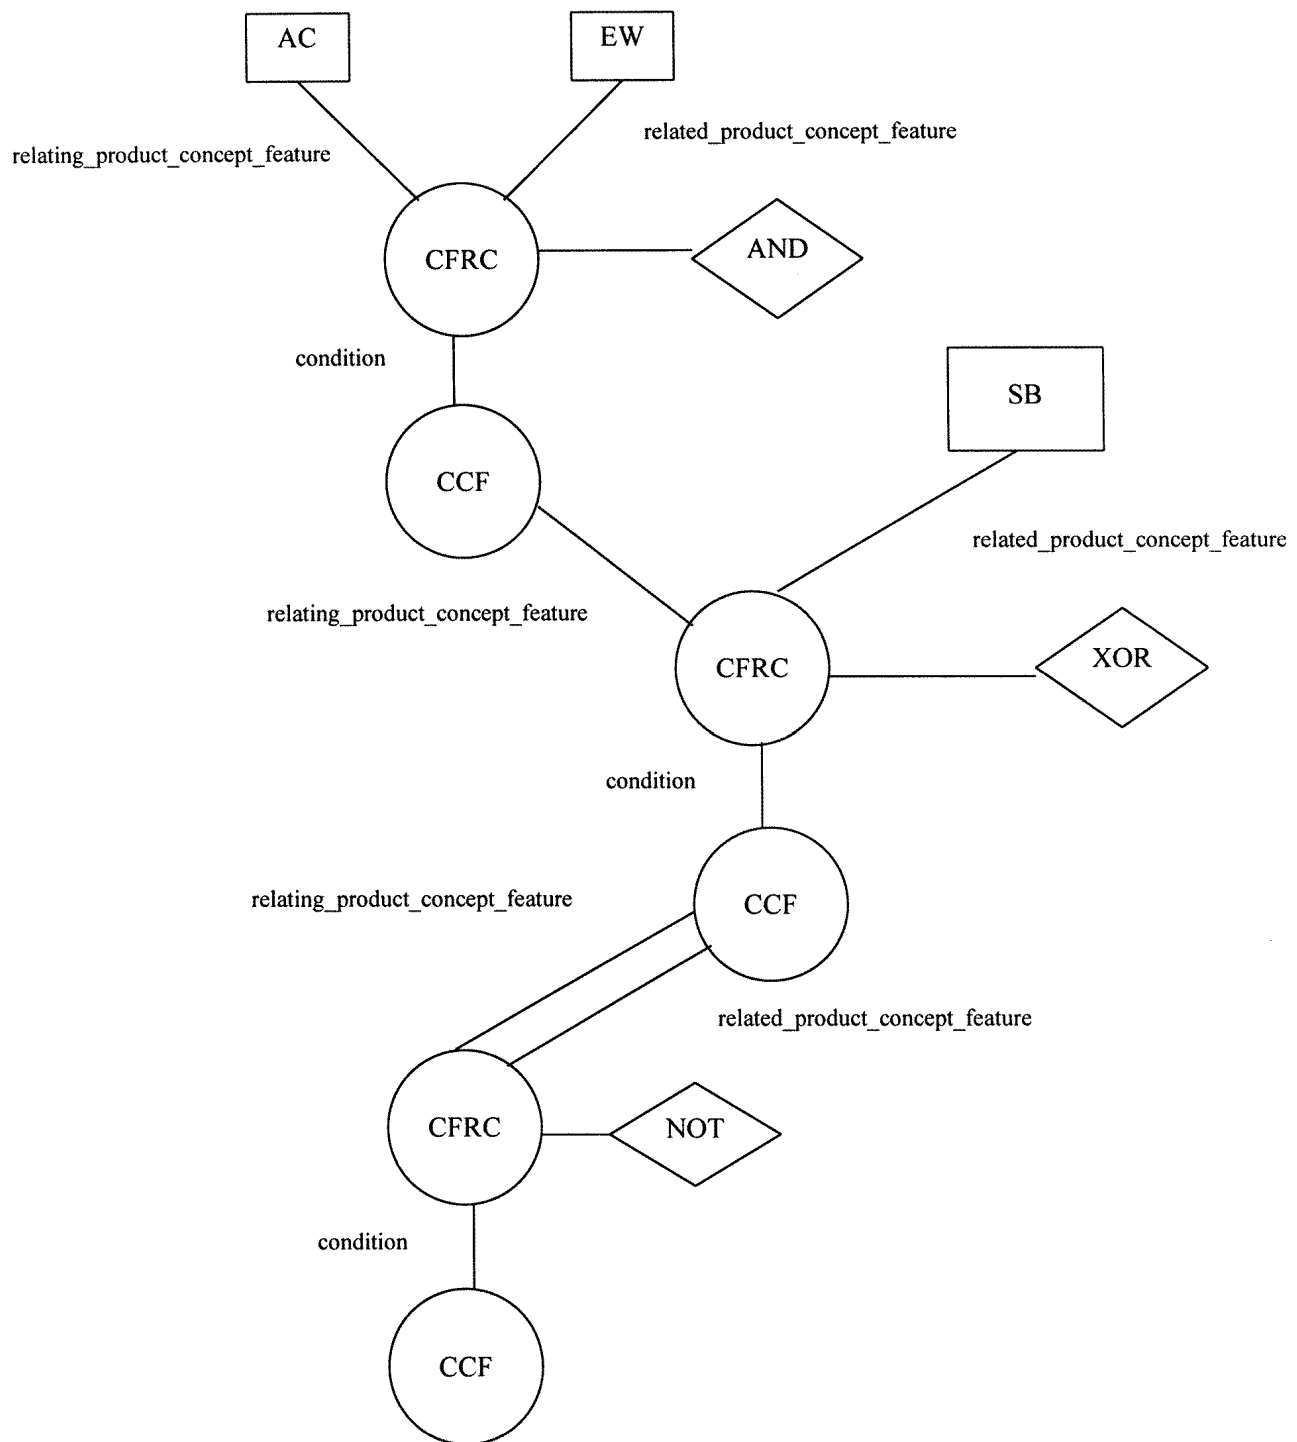 AC
EW
related_product_concept_feature
relating_product_concept_feature
CFRC
AND
condition
SB
CCF
related_product_concept_feature
relating_product_concept_feature
CFRC
XOR
condition
relating_product_concept_feature
CCF
related_product_concept_feature
CFRC
NOT
condition
CCF